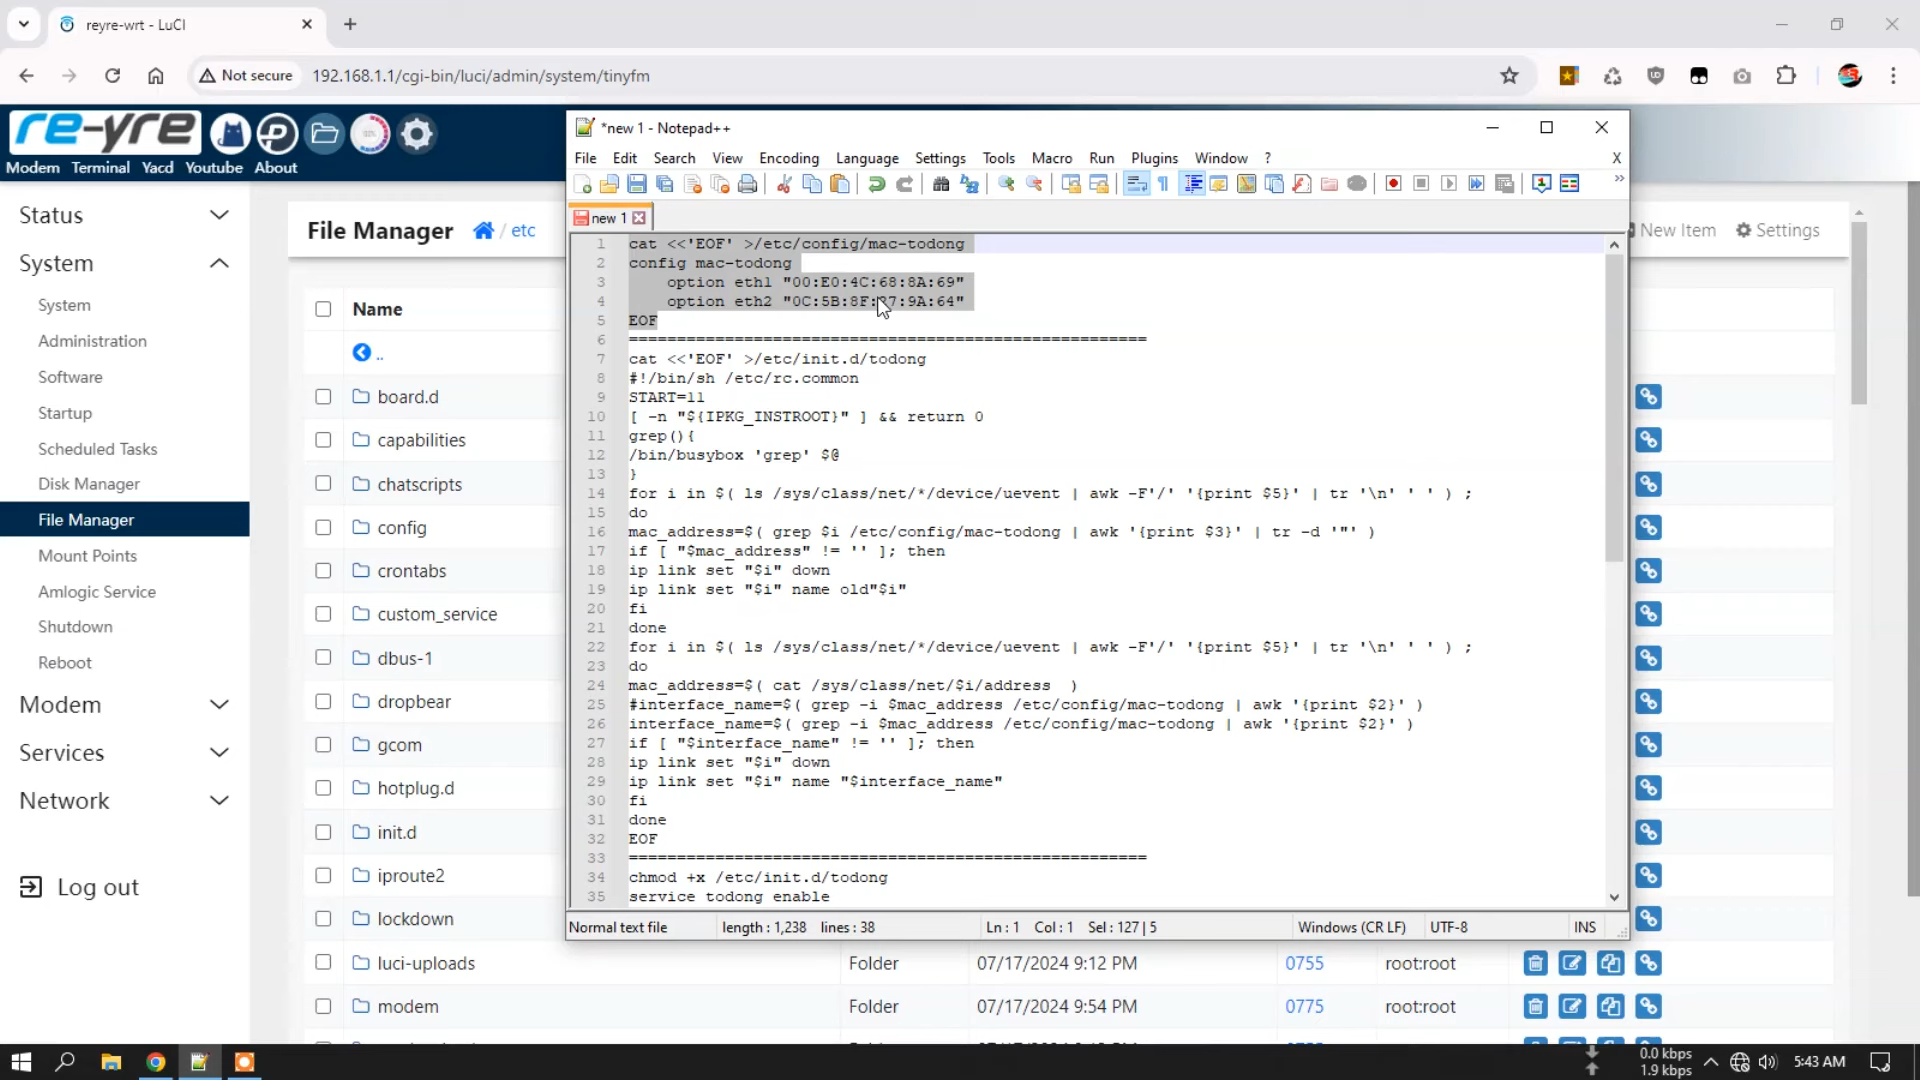 reyre-wrt - LuCI
Not secure
192.168.1.1/cgi-bin/luci/admin/system/tinyfm
re-yre
Modem Terminal Yacd Youtube About
Status
System
System
Administration
Software
Startup
Scheduled Tasks
Disk Manager
File Manager
Mount Points
Amlogic Service
Shutdown
Reboot
Modem
Services
Network
Log out
File Manager / etc
New Item Settings
Name
..
board.d
capabilities
chatscripts
config
crontabs
custom_service
dbus-1
dropbear
gcom
hotplug.d
init.d
iproute2
lockdown
luci-uploads Folder 07/17/2024 9:12 PM 0755 root:root
modem Folder 07/17/2024 9:54 PM 0775 root:root
*new 1 - Notepad++
File Edit Search View Encoding Language Settings Tools Macro Run Plugins Window ? X
new 1
1 cat <<'EOF' >/etc/config/mac-todong
2 config mac-todong
3 option eth1 "00:E0:4C:68:8A:69"
4 option eth2 "0C:5B:8F:27:9A:64"
5 EOF
6 ======================================================
7 cat <<'EOF' >/etc/init.d/todong
8 #!/bin/sh /etc/rc.common
9 START=11
10 [ -n "${IPKG_INSTROOT}" ] && return 0
11 grep(){
12 /bin/busybox 'grep' $@
13 }
14 for i in $( ls /sys/class/net/*/device/uevent | awk -F'/' '{print $5}' | tr '\n' ' ' ) ;
15 do
16 mac_address=$( grep $i /etc/config/mac-todong | awk '{print $3}' | tr -d '"' )
17 if [ "$mac_address" != '' ]; then
18 ip link set "$i" down
19 ip link set "$i" name old"$i"
20 fi
21 done
22 for i in $( ls /sys/class/net/*/device/uevent | awk -F'/' '{print $5}' | tr '\n' ' ' ) ;
23 do
24 mac_address=$( cat /sys/class/net/$i/address  )
25 #interface_name=$( grep -i $mac_address /etc/config/mac-todong | awk '{print $2}' )
26 interface_name=$( grep -i $mac_address /etc/config/mac-todong | awk '{print $2}' )
27 if [ "$interface_name" != '' ]; then
28 ip link set "$i" down
29 ip link set "$i" name "$interface_name"
30 fi
31 done
32 EOF
33 ======================================================
34 chmod +x /etc/init.d/todong
35 service todong enable
Normal text file length : 1,238 lines : 38 Ln : 1 Col : 1 Sel : 127 | 5 Windows (CR LF) UTF-8 INS
0.0 kbps
1.9 kbps
5:43 AM